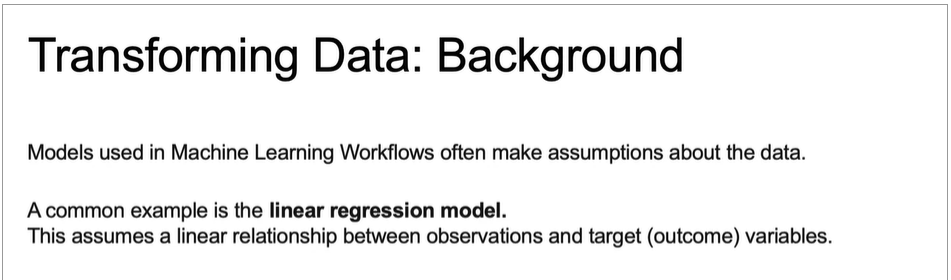 Transforming Data: Background
Models used in Machine Learning Workflows often make assumptions about the data.
A common example is the linear regression model.
This assumes a linear relationship between observations and target (outcome) variables.